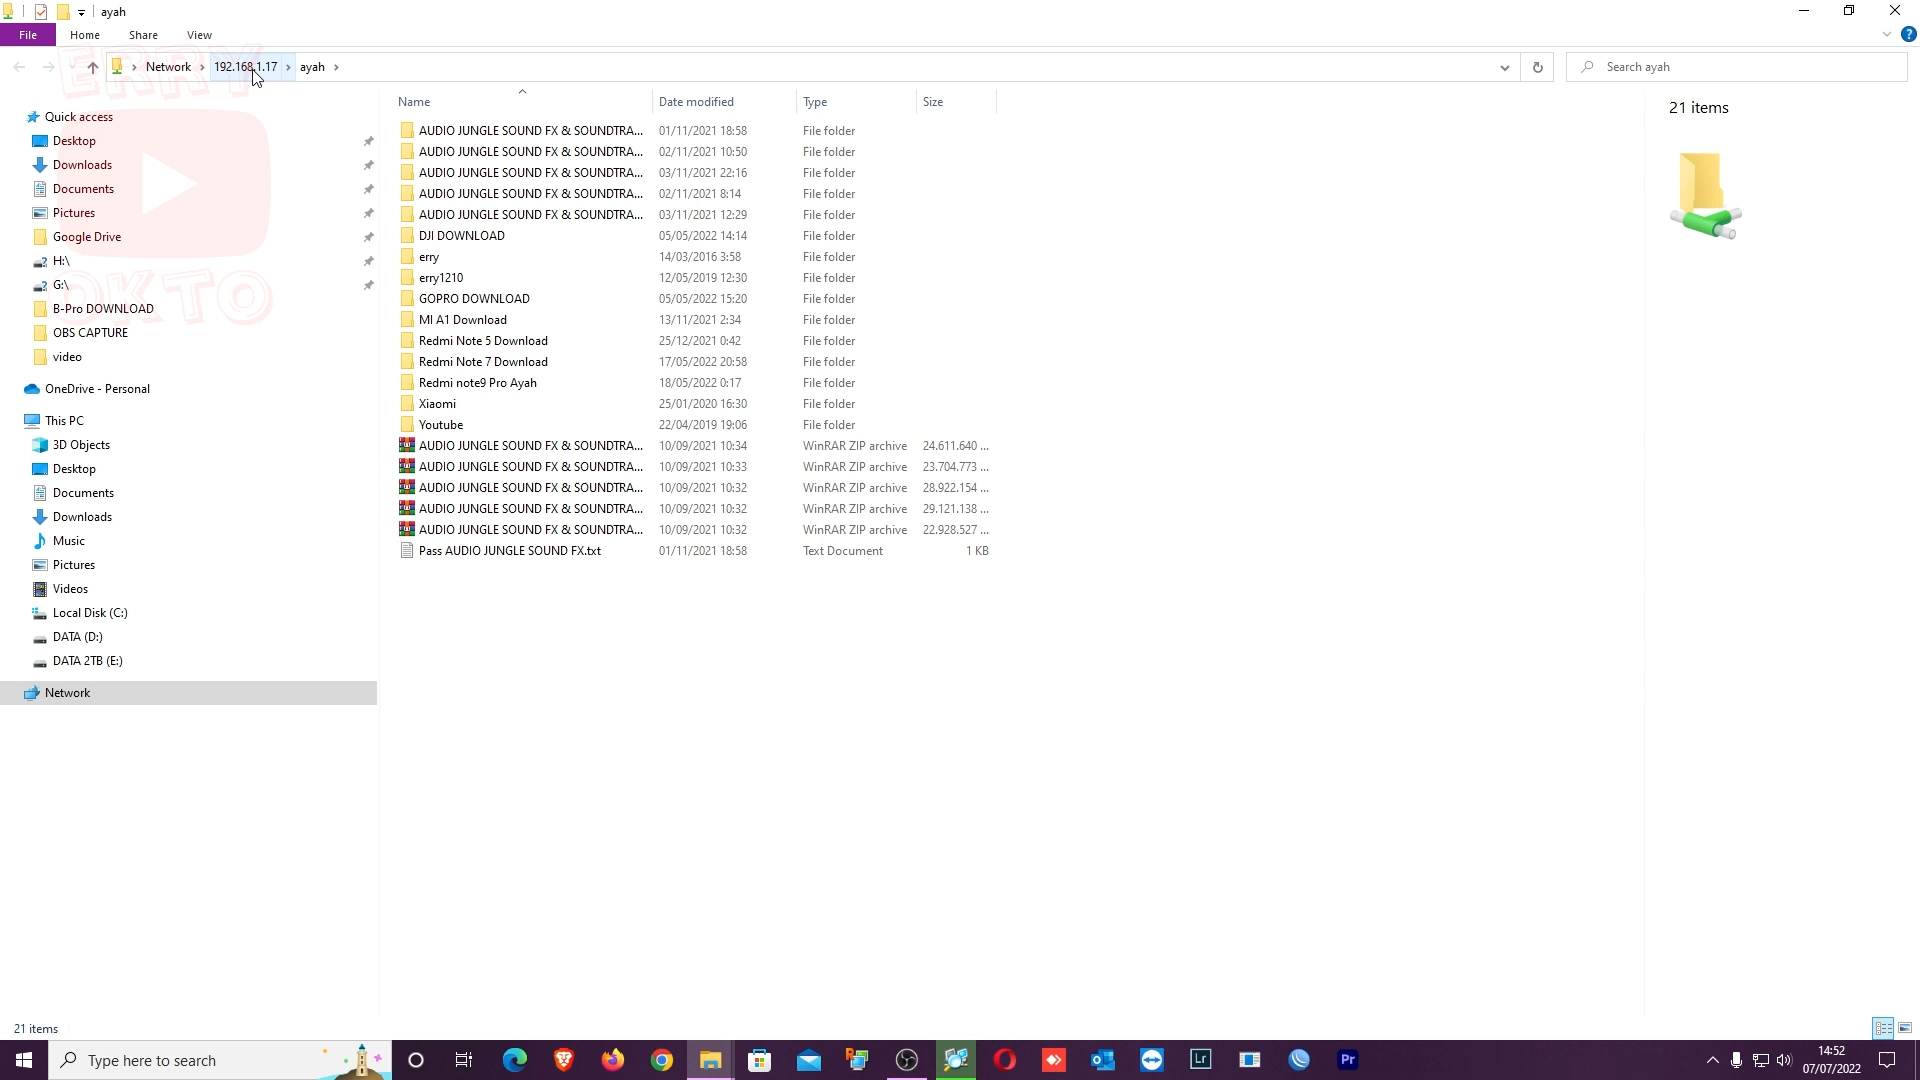 ayah
File Home Share View
Network 192.168.1.17 ayah
Search ayah
ERRY
OKTO
Name Date modified Type Size
21 items
Quick access
Desktop
Downloads
Documents
Pictures
Google Drive
H:\
G:\
B-Pro DOWNLOAD
OBS CAPTURE
video
OneDrive - Personal
This PC
3D Objects
Desktop
Documents
Downloads
Music
Pictures
Videos
Local Disk (C:)
DATA (D:)
DATA 2TB (E:)
Network
AUDIO JUNGLE SOUND FX & SOUNDTRA... 01/11/2021 18:58 File folder
AUDIO JUNGLE SOUND FX & SOUNDTRA... 02/11/2021 10:50 File folder
AUDIO JUNGLE SOUND FX & SOUNDTRA... 03/11/2021 22:16 File folder
AUDIO JUNGLE SOUND FX & SOUNDTRA... 02/11/2021 8:14 File folder
AUDIO JUNGLE SOUND FX & SOUNDTRA... 03/11/2021 12:29 File folder
DJI DOWNLOAD 05/05/2022 14:14 File folder
erry 14/03/2016 3:58 File folder
erry1210 12/05/2019 12:30 File folder
GOPRO DOWNLOAD 05/05/2022 15:20 File folder
MI A1 Download 13/11/2021 2:34 File folder
Redmi Note 5 Download 25/12/2021 0:42 File folder
Redmi Note 7 Download 17/05/2022 20:58 File folder
Redmi note9 Pro Ayah 18/05/2022 0:17 File folder
Xiaomi 25/01/2020 16:30 File folder
Youtube 22/04/2019 19:06 File folder
AUDIO JUNGLE SOUND FX & SOUNDTRA... 10/09/2021 10:34 WinRAR ZIP archive 24.611.640 ...
AUDIO JUNGLE SOUND FX & SOUNDTRA... 10/09/2021 10:33 WinRAR ZIP archive 23.704.773 ...
AUDIO JUNGLE SOUND FX & SOUNDTRA... 10/09/2021 10:32 WinRAR ZIP archive 28.922.154 ...
AUDIO JUNGLE SOUND FX & SOUNDTRA... 10/09/2021 10:32 WinRAR ZIP archive 29.121.138 ...
AUDIO JUNGLE SOUND FX & SOUNDTRA... 10/09/2021 10:32 WinRAR ZIP archive 22.928.527 ...
Pass AUDIO JUNGLE SOUND FX.txt 01/11/2021 18:58 Text Document 1 KB
21 items
Type here to search
Lr
Pr
14:52
07/07/2022